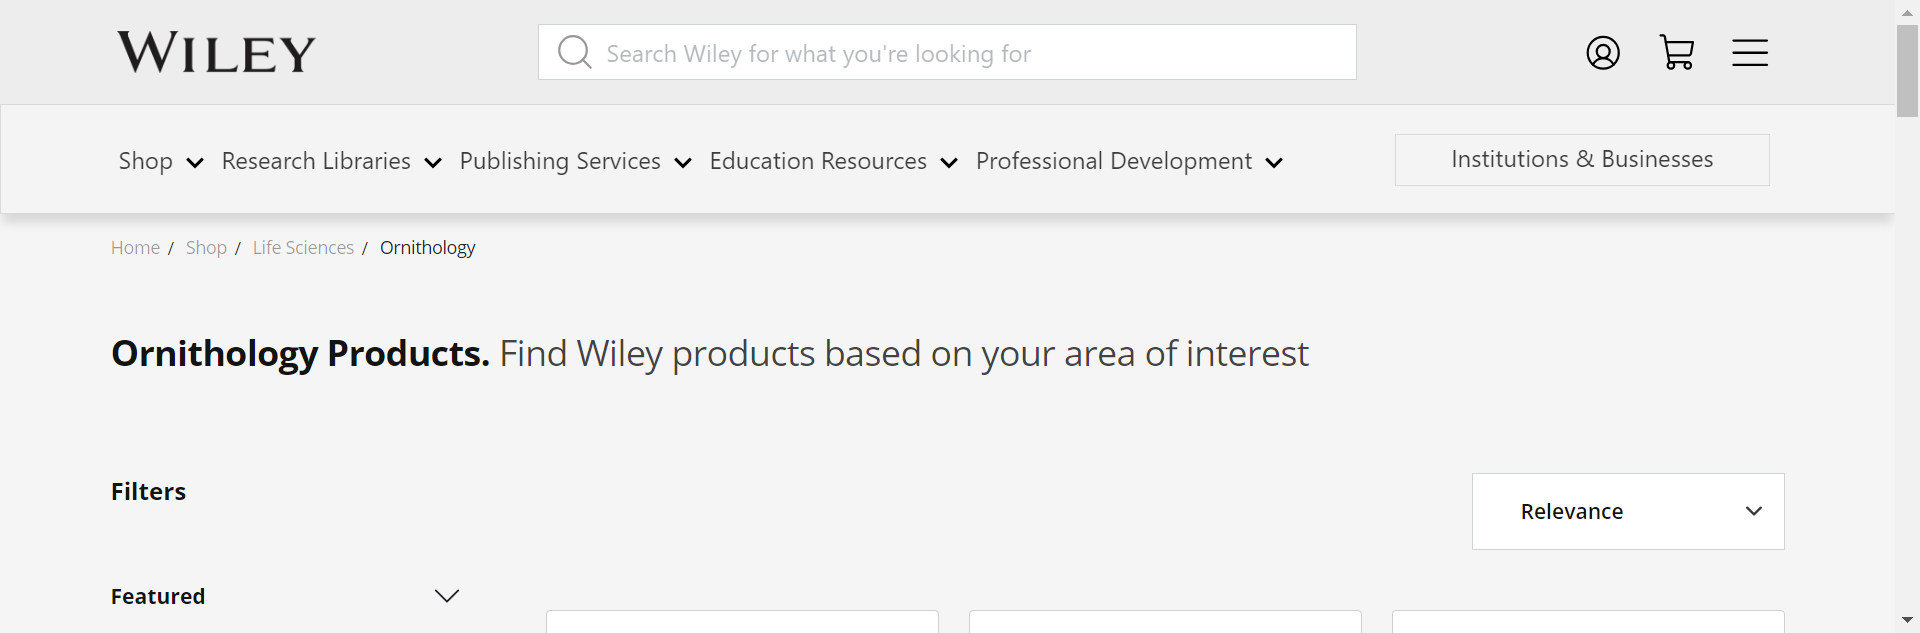 WILEY
Search Wiley for what you're looking for
Shop Research Libraries Publishing Services Education Resources Professional Development Institutions & Businesses
Home / Shop / Life Sciences / Ornithology
Ornithology Products. Find Wiley products based on your area of interest
Filters
Relevance
Featured